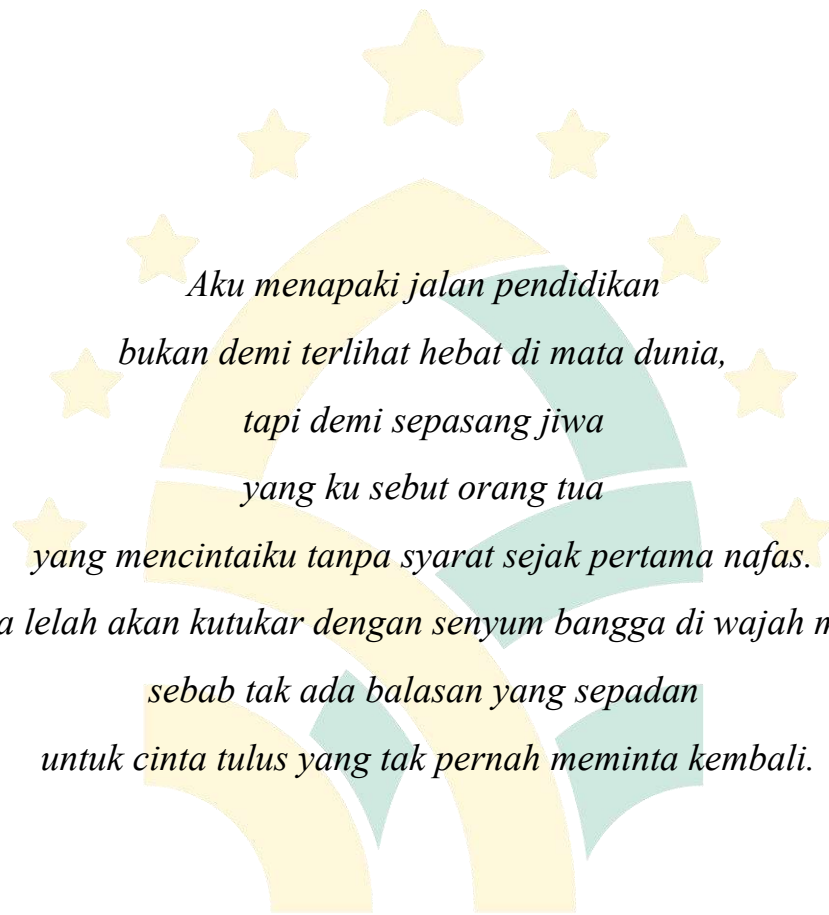 Aku menapaki jalan pendidikan
bukan demi terlihat hebat di mata dunia,
tapi demi sepasang jiwa
yang ku sebut orang tua
yang mencintaiku tanpa syarat sejak pertama nafas.
lelah akan kutukar dengan senyum bangga di wajah
sebab tak ada balasan yang sepadan
untuk cinta tulus yang tak pernah meminta kembali.